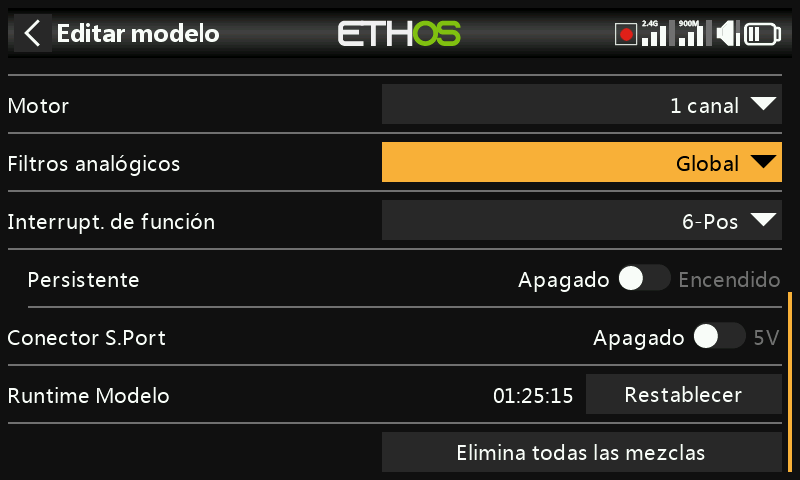 Editar modelo
ETHOS
2.4G
900M
Motor
1 canal
Filtros analógicos
Global
Interrupt. de función
6-Pos
Persistente
Apagado
Encendido
Conector S.Port
Apagado
5V
Runtime Modelo
01:25:15
Restablecer
Elimina todas las mezclas